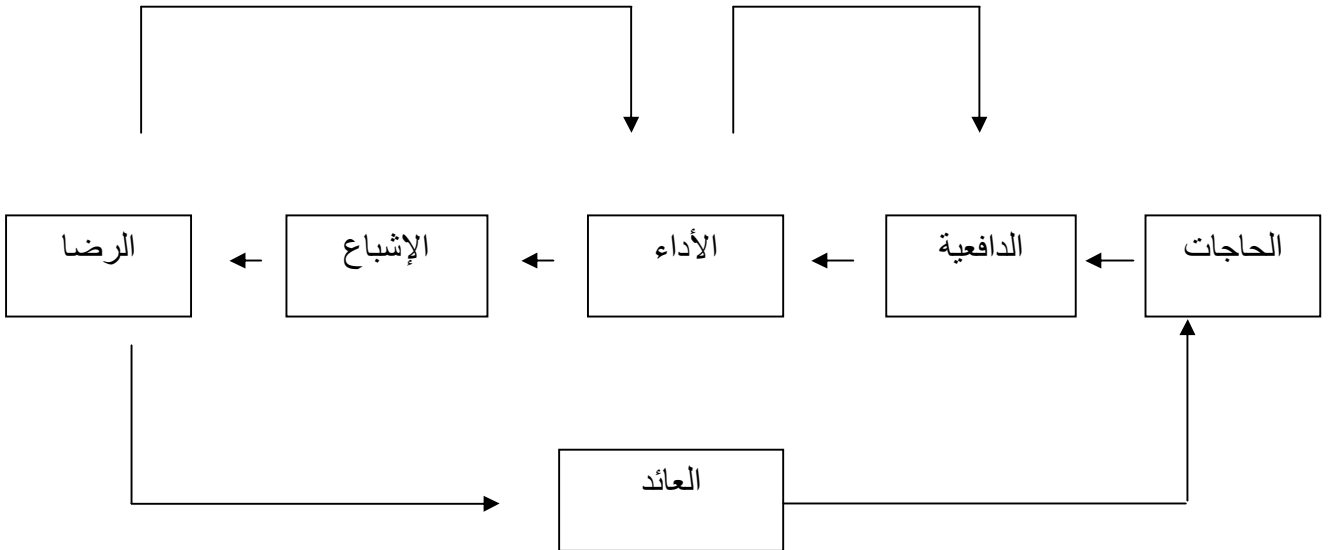 الحاجات
الدافعية
الأداء
الإشباع
الرضا
العائد